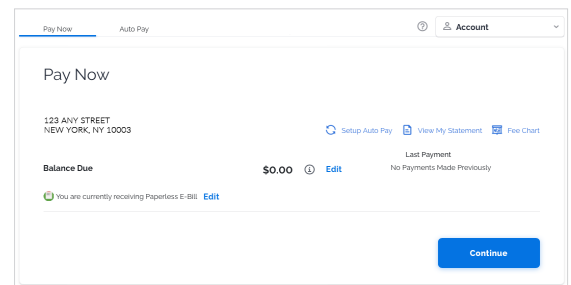 Pay Now
Auto Pay
Account
Pay Now
123 ANY STREET
NEW YORK, NY 10003
Setup Auto Pay
View My Statement
Fee Chart
Last Payment
Balance Due
$0.00
Edit
No Payments Made Previously
You are currently receiving Paperless E-Bill Edit
Continue